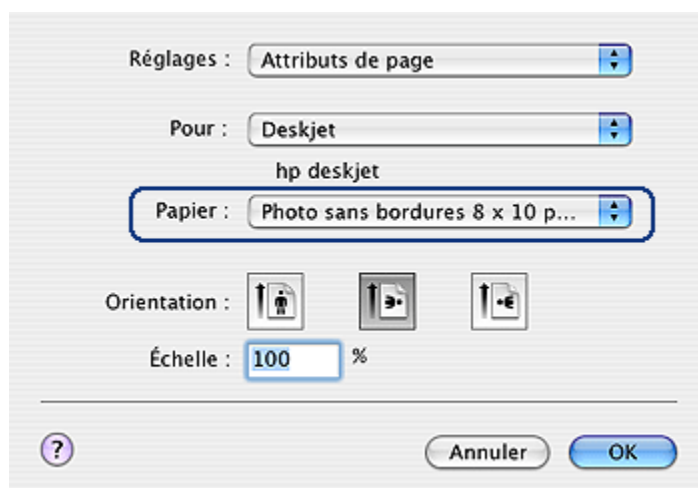 Réglages : Attributs de page
Pour : Deskjet
hp deskjet
Papier : Photo sans bordures 8 x 10 p...
Orientation :
Échelle : 100 %
? Annuler OK